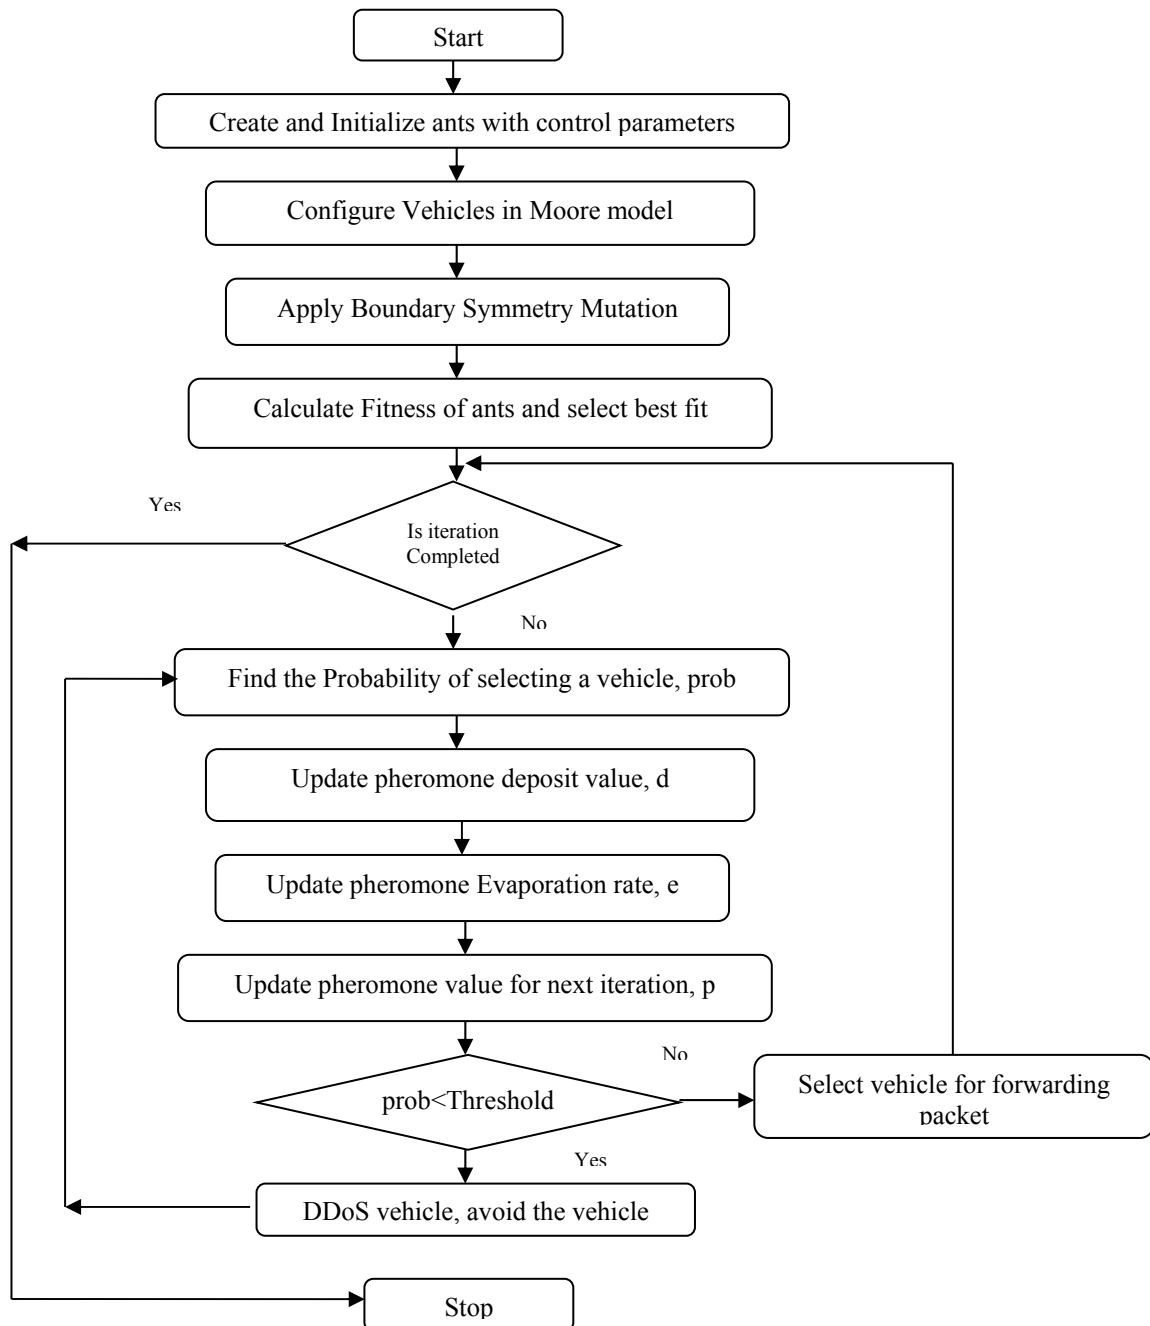 Start
Create and Initialize ants with control parameters
Configure Vehicles in Moore model
Apply Boundary Symmetry Mutation
Calculate Fitness of ants and select best fit
Yes
Is iteration
Completed
No
Find the Probability of selecting a vehicle, prob
Update pheromone deposit value, d
Update pheromone Evaporation rate, e
Update pheromone value for next iteration, p
No
prob<Threshold
Select vehicle for forwarding
packet
Yes
DDoS vehicle, avoid the vehicle
Stop